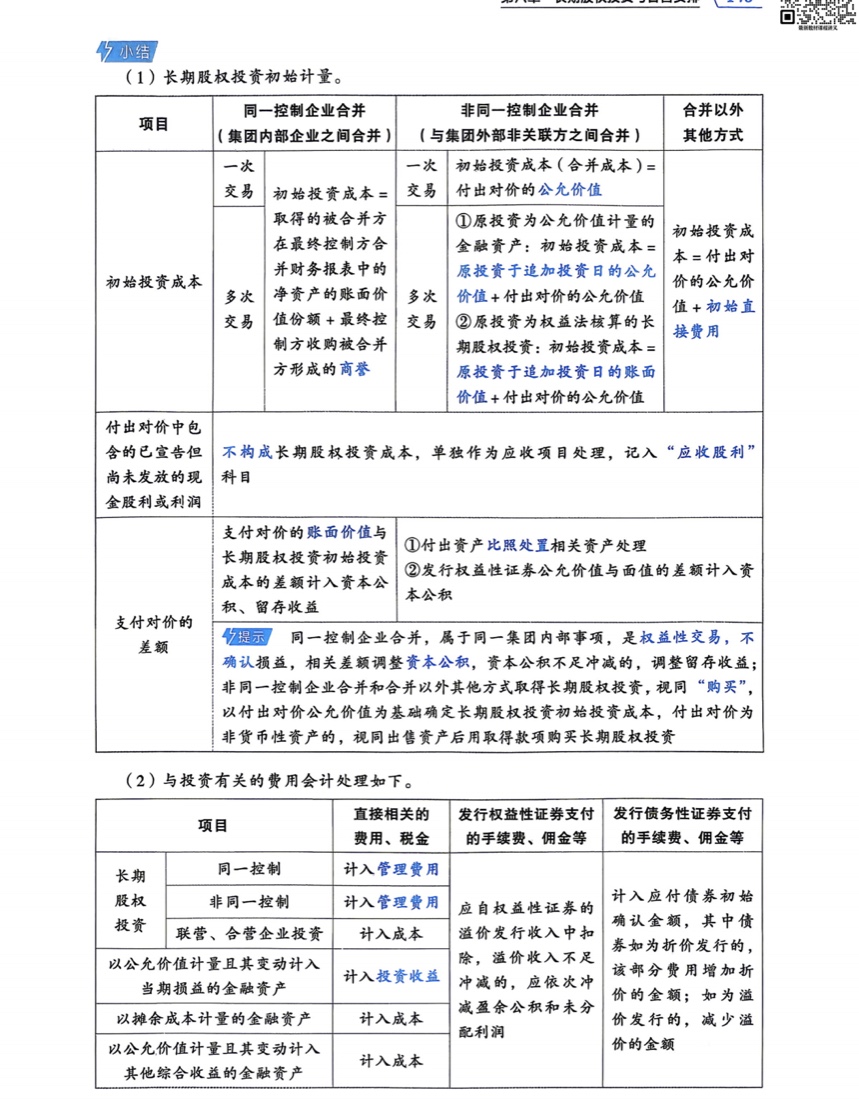 小结
（1）长期股权投资初始计量。
项目
同一控制企业合并
（集团内部企业之间合并）
非同一控制企业合并
（与集团外部非关联方之间合并）
合并以外
其他方式
初始投资成本
一次
交易
多次
交易
初始投资成本=
取得的被合并方
在最终控制方合
并财务报表中的
净资产的账面价
值份额+最终控
制方收购被合并
方形成的商誉
一次
交易
初始投资成本（合并成本）=
付出对价的公允价值
多次
交易
①原投资为公允价值计量的
金融资产：初始投资成本=
原投资于追加投资日的公允
价值+付出对价的公允价值
②原投资为权益法核算的长
期股权投资：初始投资成本=
原投资于追加投资日的账面
价值+付出对价的公允价值
初始投资成
本=付出对
价的公允价
值+初始直
接费用
付出对价中包
含的已宣告但
尚未发放的现
金股利或利润
不构成长期股权投资成本，单独作为应收项目处理，记入“应收股利”
科目
支付对价的
差额
支付对价的账面价值与
长期股权投资初始投资
成本的差额计入资本公
积、留存收益
①付出资产比照处置相关资产处理
②发行权益性证券公允价值与面值的差额计入资
本公积
提示 同一控制企业合并，属于同一集团内部事项，是权益性交易，不
确认损益，相关差额调整资本公积，资本公积不足冲减的，调整留存收益；
非同一控制企业合并和合并以外其他方式取得长期股权投资，视同“购买”，
以付出对价公允价值为基础确定长期股权投资初始投资成本，付出对价为
非货币性资产的，视同出售资产后用取得款项购买长期股权投资
（2）与投资有关的费用会计处理如下。
项目
直接相关的
费用、税金
发行权益性证券支付
的手续费、佣金等
发行债务性证券支付
的手续费、佣金等
长期
股权
投资
同一控制
计入管理费用
非同一控制
计入管理费用
联营、合营企业投资
计入成本
以公允价值计量且其变动计入
当期损益的金融资产
计入投资收益
以摊余成本计量的金融资产
计入成本
以公允价值计量且其变动计入
其他综合收益的金融资产
计入成本
应自权益性证券的
溢价发行收入中扣
除，溢价收入不足
冲减的，应依次冲
减盈余公积和未分
配利润
计入应付债券初始
确认金额，其中债
券如为折价发行的，
该部分费用增加折
价的金额；如为溢
价发行的，减少溢
价的金额